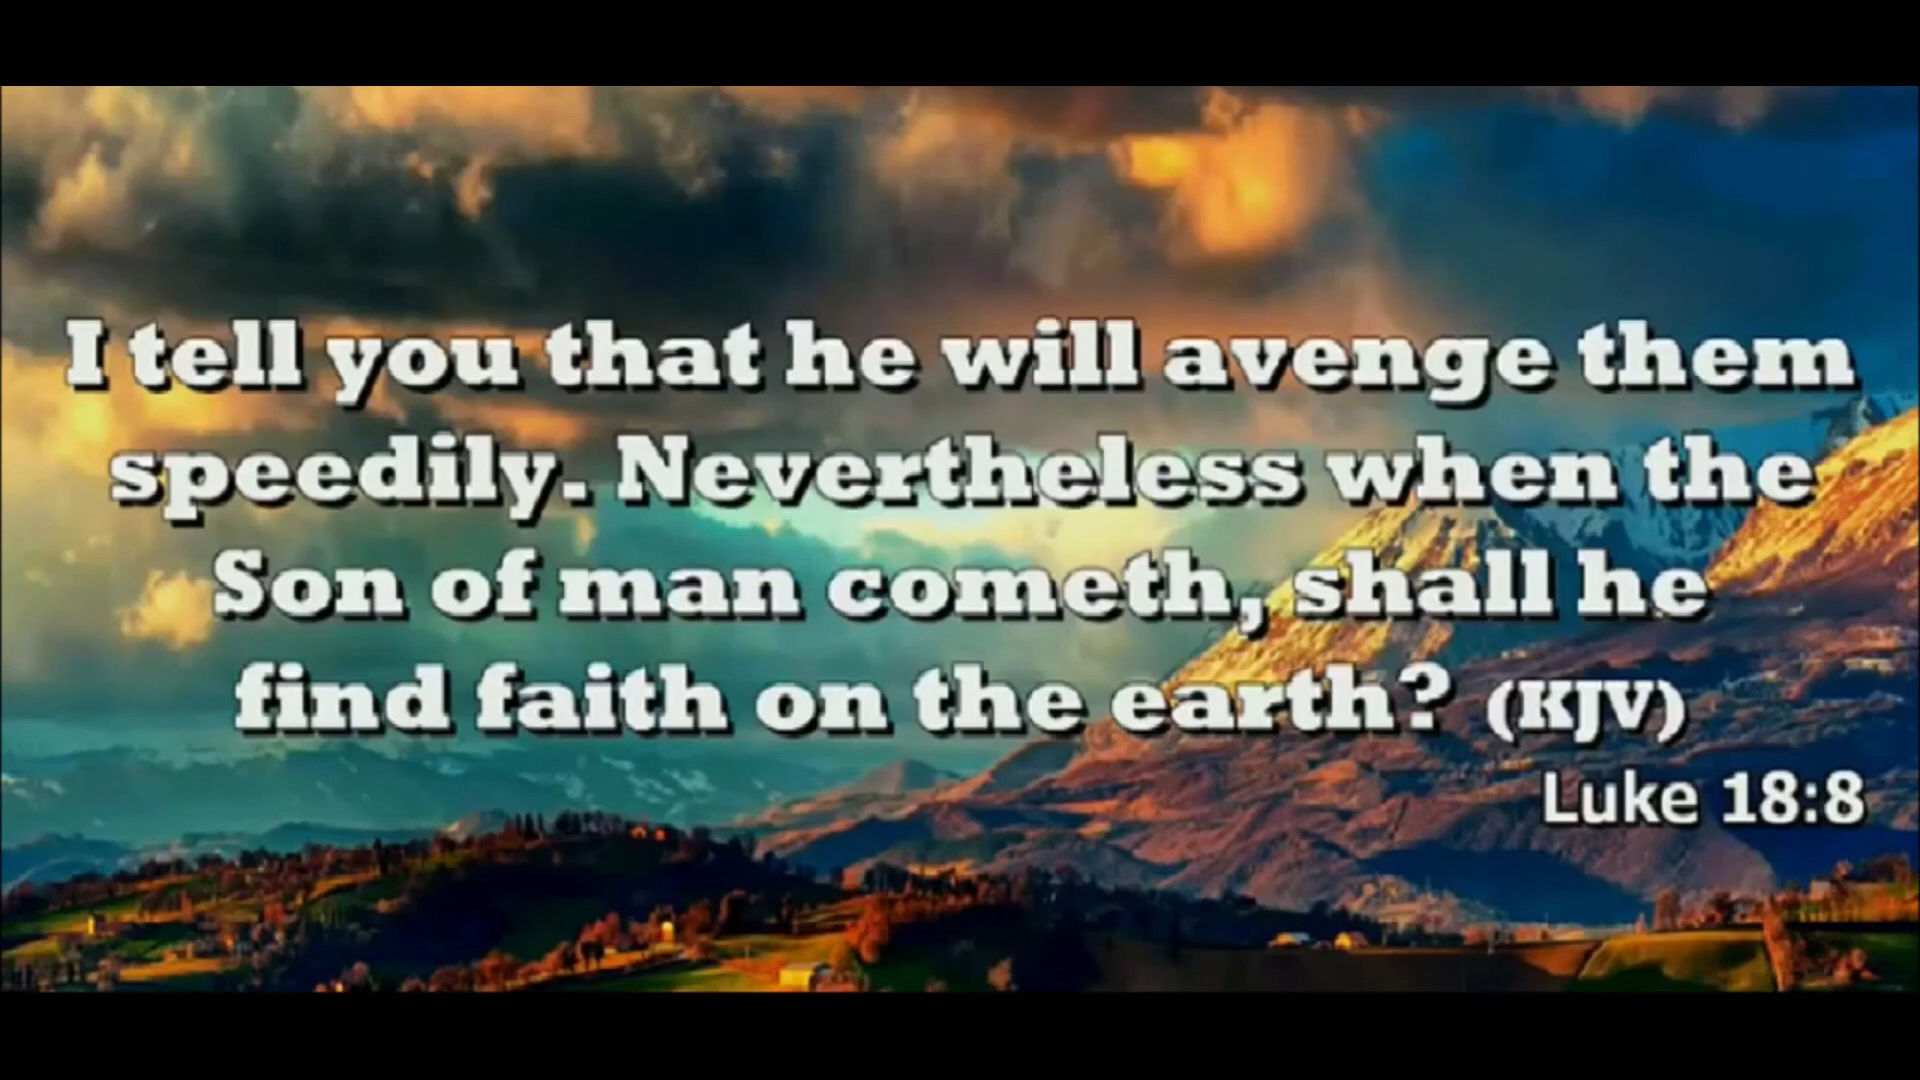 I tell you that he will avenge them
speedily. Nevertheless when the
Son of man cometh, shall he
find faith on the earth? (KJV)
Luke 18:8